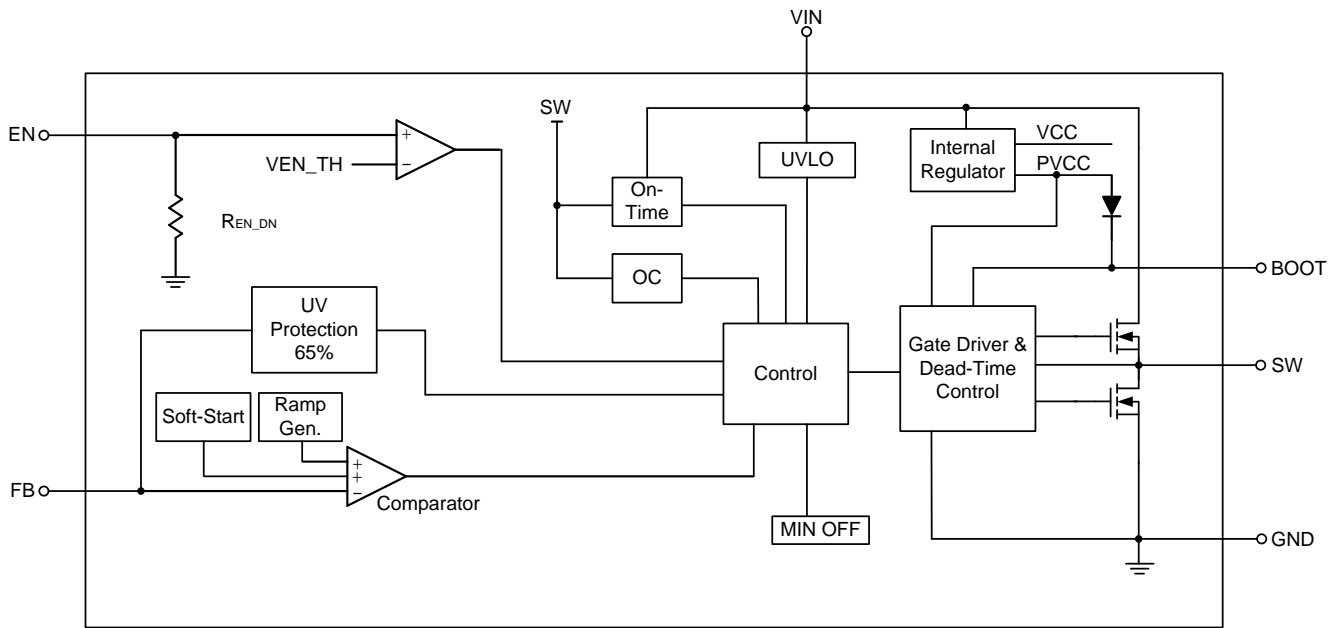 VIN
SW
EN
+
−
VEN_TH
REN_DN
UVLO
Internal
Regulator
VCC
PVCC
On-
Time
OC
BOOT
UV
Protection
65%
Control
Gate Driver &
Dead-Time
Control
SW
Soft-Start
Ramp
Gen.
+
+
−
Comparator
FB
MIN OFF
GND